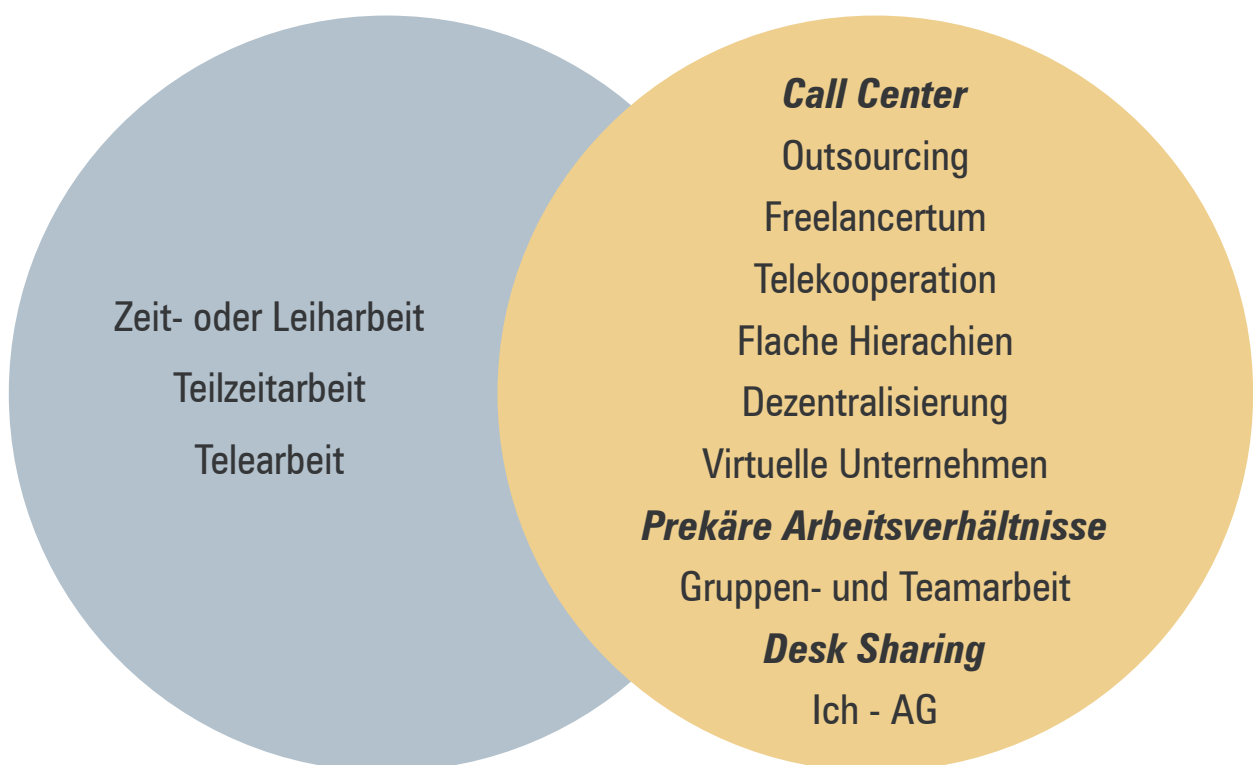 Zeit- oder Leiharbeit
Teilzeitarbeit
Telearbeit
Call Center
Outsourcing
Freelancertum
Telekooperation
Flache Hierachien
Dezentralisierung
Virtuelle Unternehmen
Prekäre Arbeitsverhältnisse
Gruppen- und Teamarbeit
Desk Sharing
Ich - AG